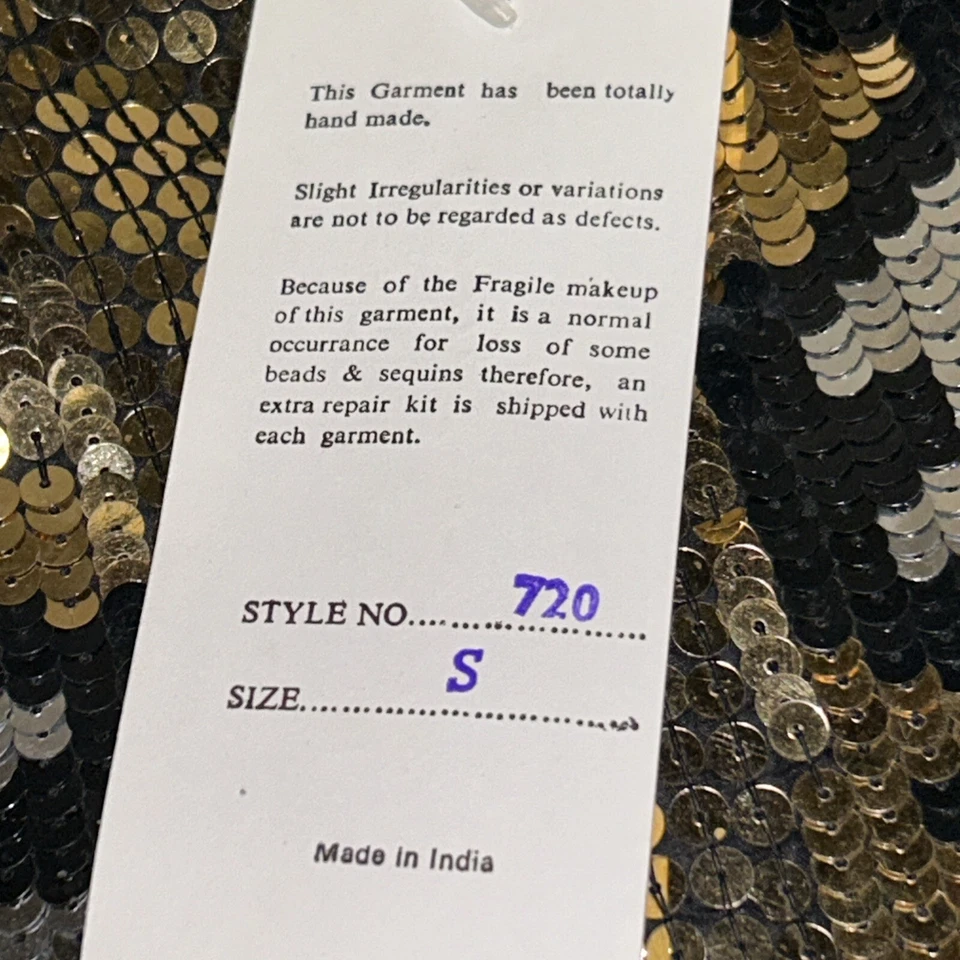 This Garment has been totally
hand made.
Slight Irregularities or variations
are not to be regarded as defects.
Because of the Fragile makeup
of this garment, it is a normal
occurrance for loss of some
beads & sequins therefore, an
extra repair kit is shipped with
each garment.
STYLE NO.................720
SIZE.................S
Made in India